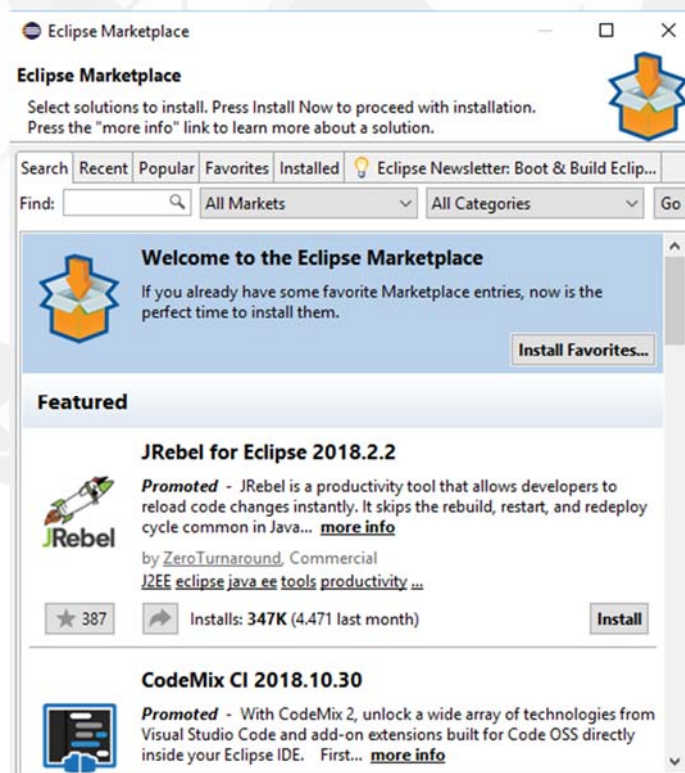 Eclipse Marketplace
Eclipse Marketplace
Select solutions to install. Press Install Now to proceed with installation.
Press the "more info" link to learn more about a solution.
Search Recent Popular Favorites Installed Eclipse Newsletter: Boot & Build Eclip...
Find: All Markets All Categories Go
Welcome to the Eclipse Marketplace
If you already have some favorite Marketplace entries, now is the
perfect time to install them.
Install Favorites...
Featured
JRebel for Eclipse 2018.2.2
Promoted - JRebel is a productivity tool that allows developers to
reload code changes instantly. It skips the rebuild, restart, and redeploy
cycle common in Java... more info
JRebel
by ZeroTurnaround, Commercial
J2EE eclipse java ee tools productivity ...
387 Installs: 347K (4.471 last month) Install
CodeMix CI 2018.10.30
Promoted - With CodeMix 2, unlock a wide array of technologies from
Visual Studio Code and add-on extensions built for Code OSS directly
inside your Eclipse IDE. First... more info